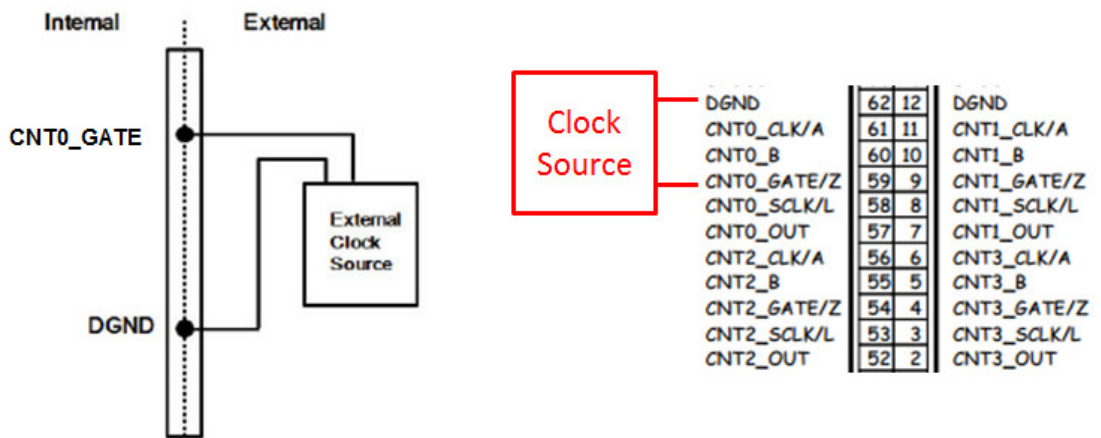 Internal External
CNT0_GATE
External
Clock
Source
DGND
Clock
Source
DGND 62 12 DGND
CNT0_CLK/A 61 11 CNT1_CLK/A
CNT0_B 60 10 CNT1_B
CNT0_GATE/Z 59 9 CNT1_GATE/Z
CNT0_SCLK/L 58 8 CNT1_SCLK/L
CNT0_OUT 57 7 CNT1_OUT
CNT2_CLK/A 56 6 CNT3_CLK/A
CNT2_B 55 5 CNT3_B
CNT2_GATE/Z 54 4 CNT3_GATE/Z
CNT2_SCLK/L 53 3 CNT3_SCLK/L
CNT2_OUT 52 2 CNT3_OUT